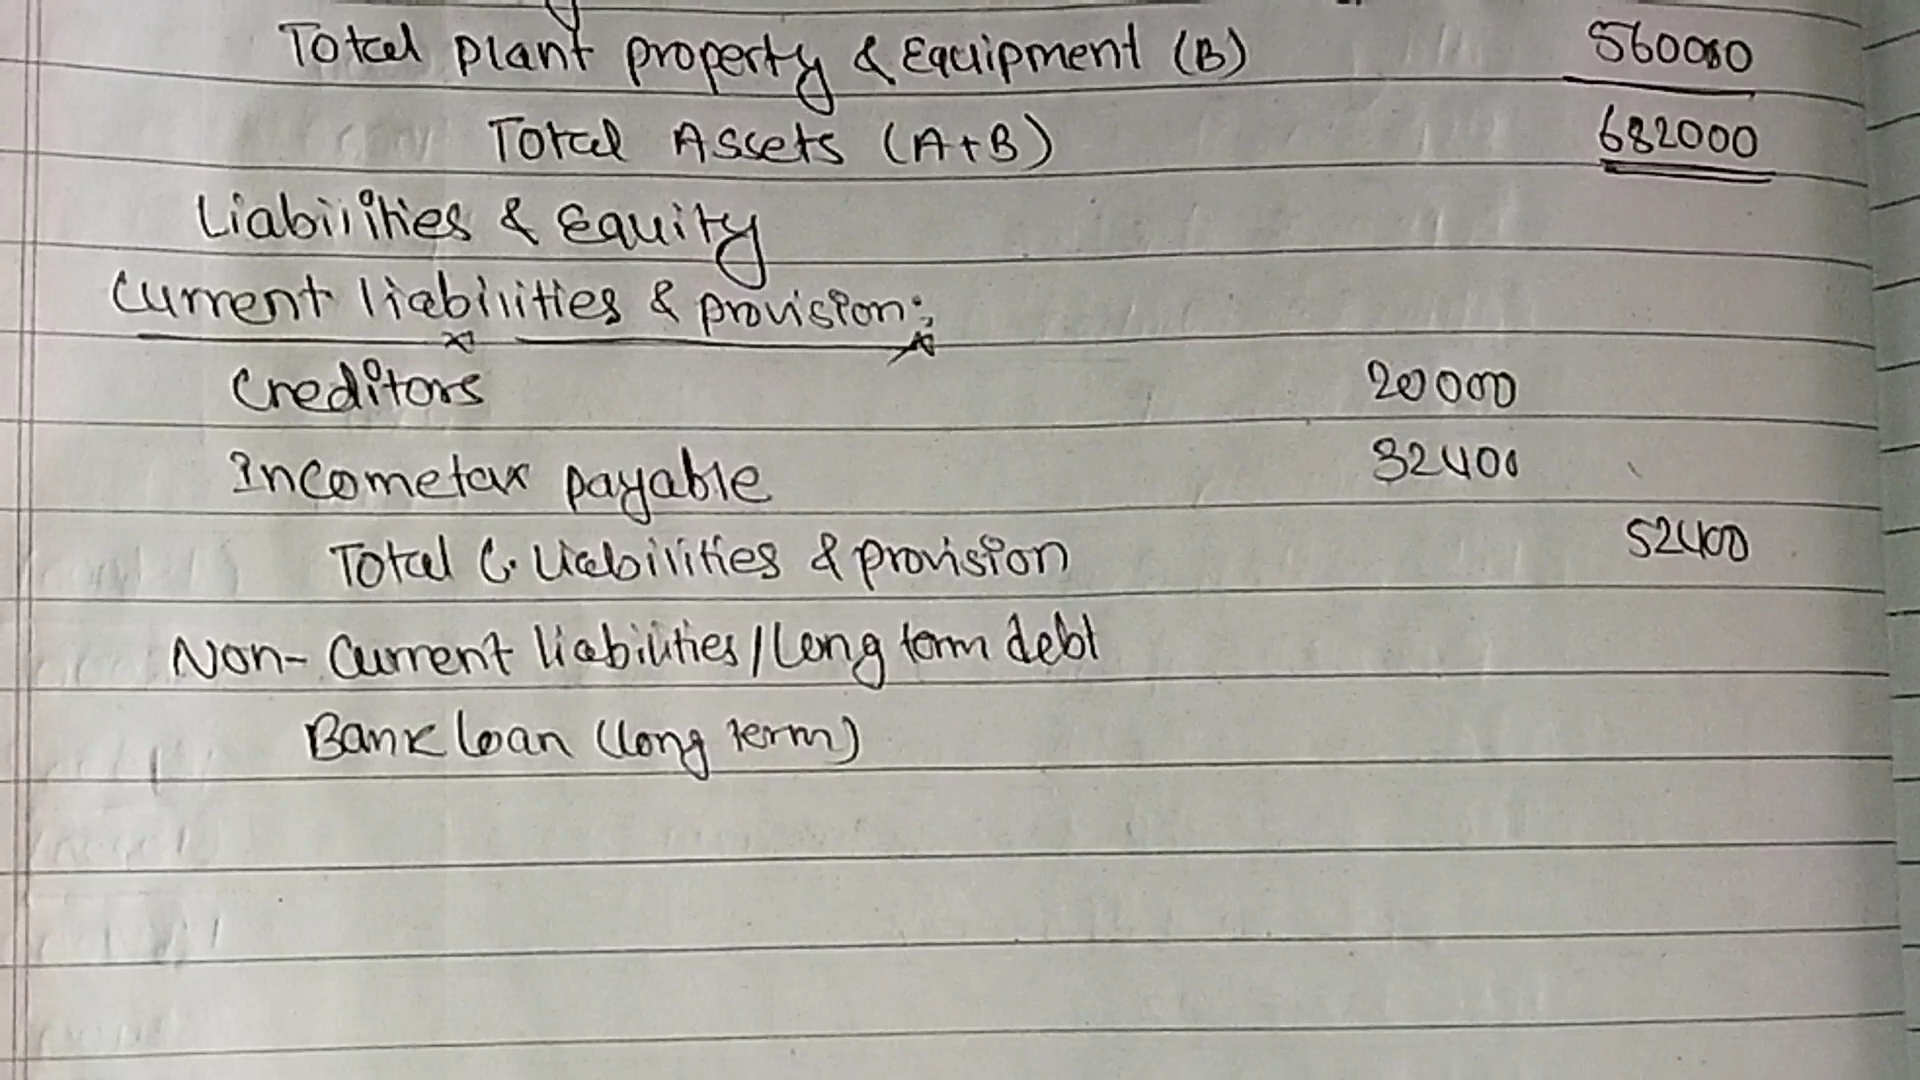 Total plant property & Equipment (B) 560000
Total Assets (A+B) 682000
Liabilities & Equity
Current liabilities & provision:
Creditors 20000
Incometax payable 32400
Total C. Liabilities & provision 52400
Non-Current liabilities/Long term debt
Bank loan (long term)